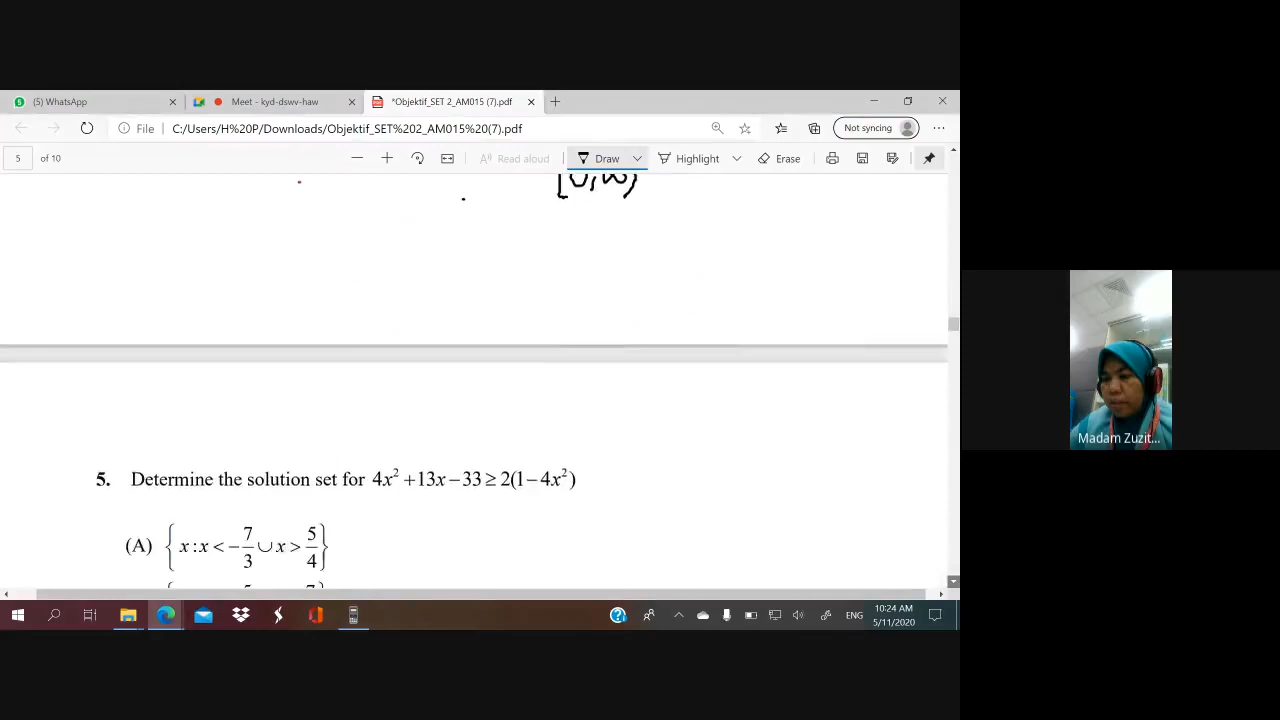 (5) WhatsApp
Meet - kyd-dswv-haw
*Objektif_SET 2_AM015 (7).pdf
File
C:/Users/H%20P/Downloads/Objektif_SET%202_AM015%20(7).pdf
Not syncing
5 of 10
Read aloud
Draw
Highlight
Erase
[0,∞)
5. Determine the solution set for 4x² + 13x − 33 ≥ 2(1 − 4x²)
(A) {x : x < −7/3 ∪ x > 5/4}
Madam Zuzit...
ENG
10:24 AM
5/11/2020